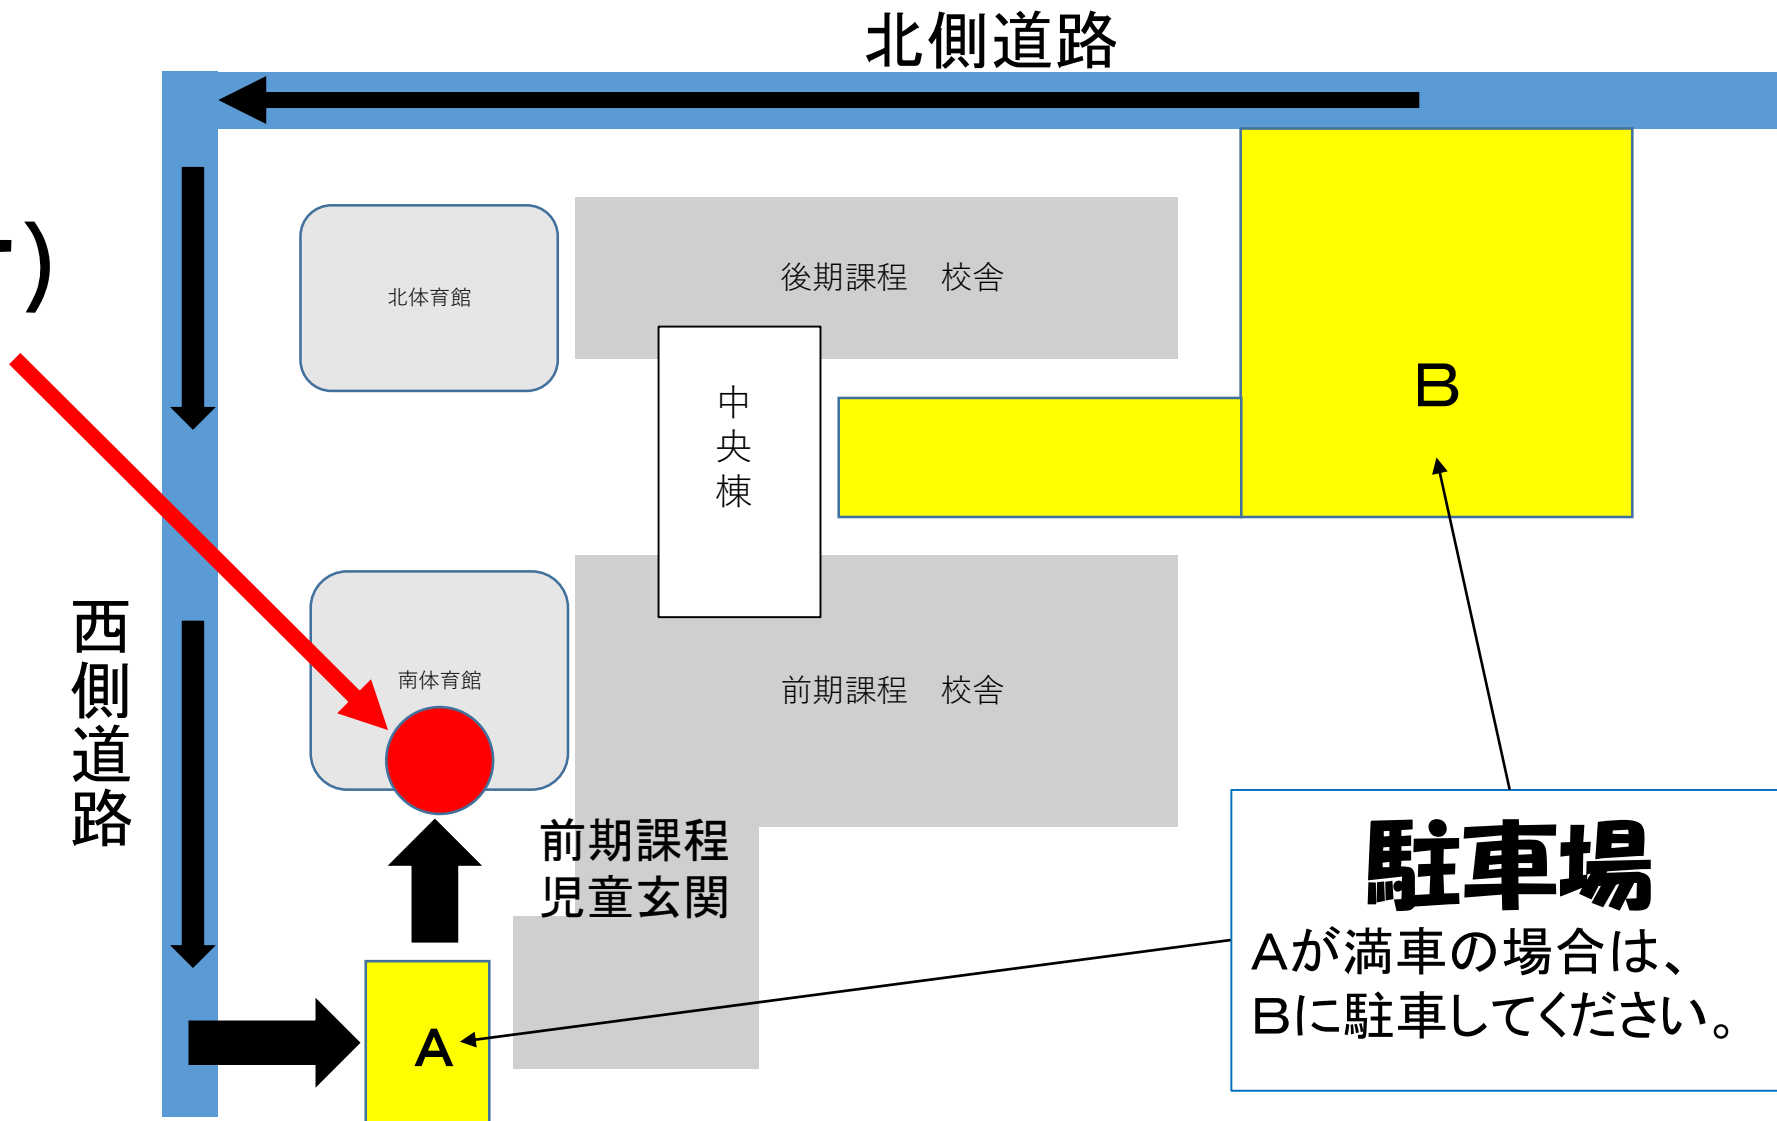 北側道路
)
後期課程　校舎
北体育館
B
中央棟
西側道路
南体育館
前期課程　校舎
前期課程
児童玄関
駐車場
Aが満車の場合は、
Bに駐車してください。
A